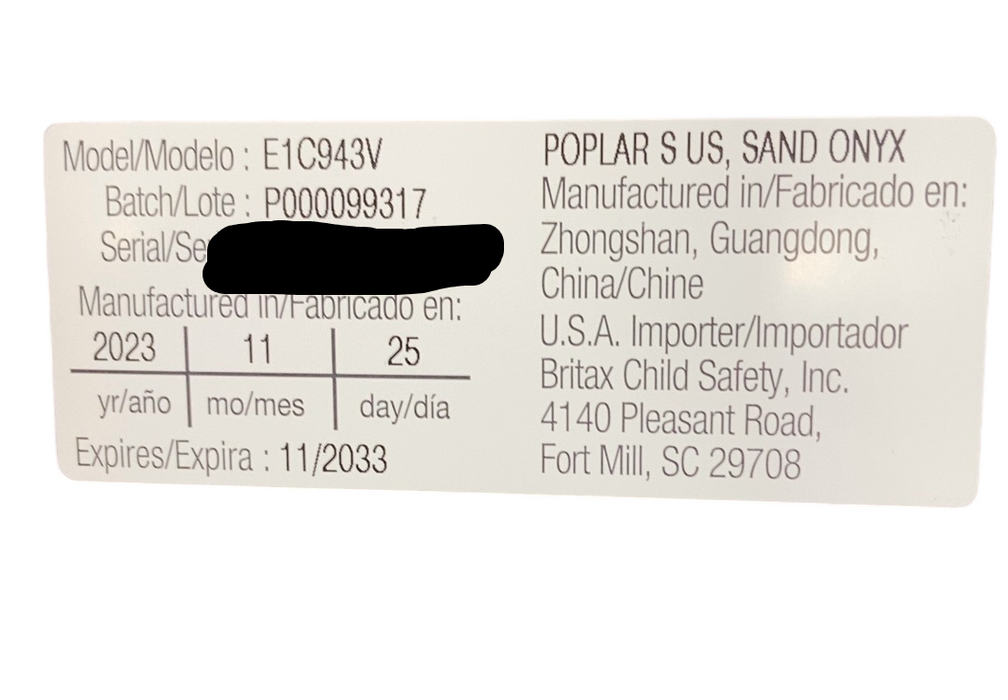 Model/Modelo : E1C943V
Batch/Lote : P000099317
Serial/Se
Manufactured in/Fabricado en:
2023 11 25
yr/año mo/mes day/día
Expires/Expira : 11/2033
POPLAR S US, SAND ONYX
Manufactured in/Fabricado en:
Zhongshan, Guangdong,
China/Chine
U.S.A. Importer/Importador
Britax Child Safety, Inc.
4140 Pleasant Road,
Fort Mill, SC 29708